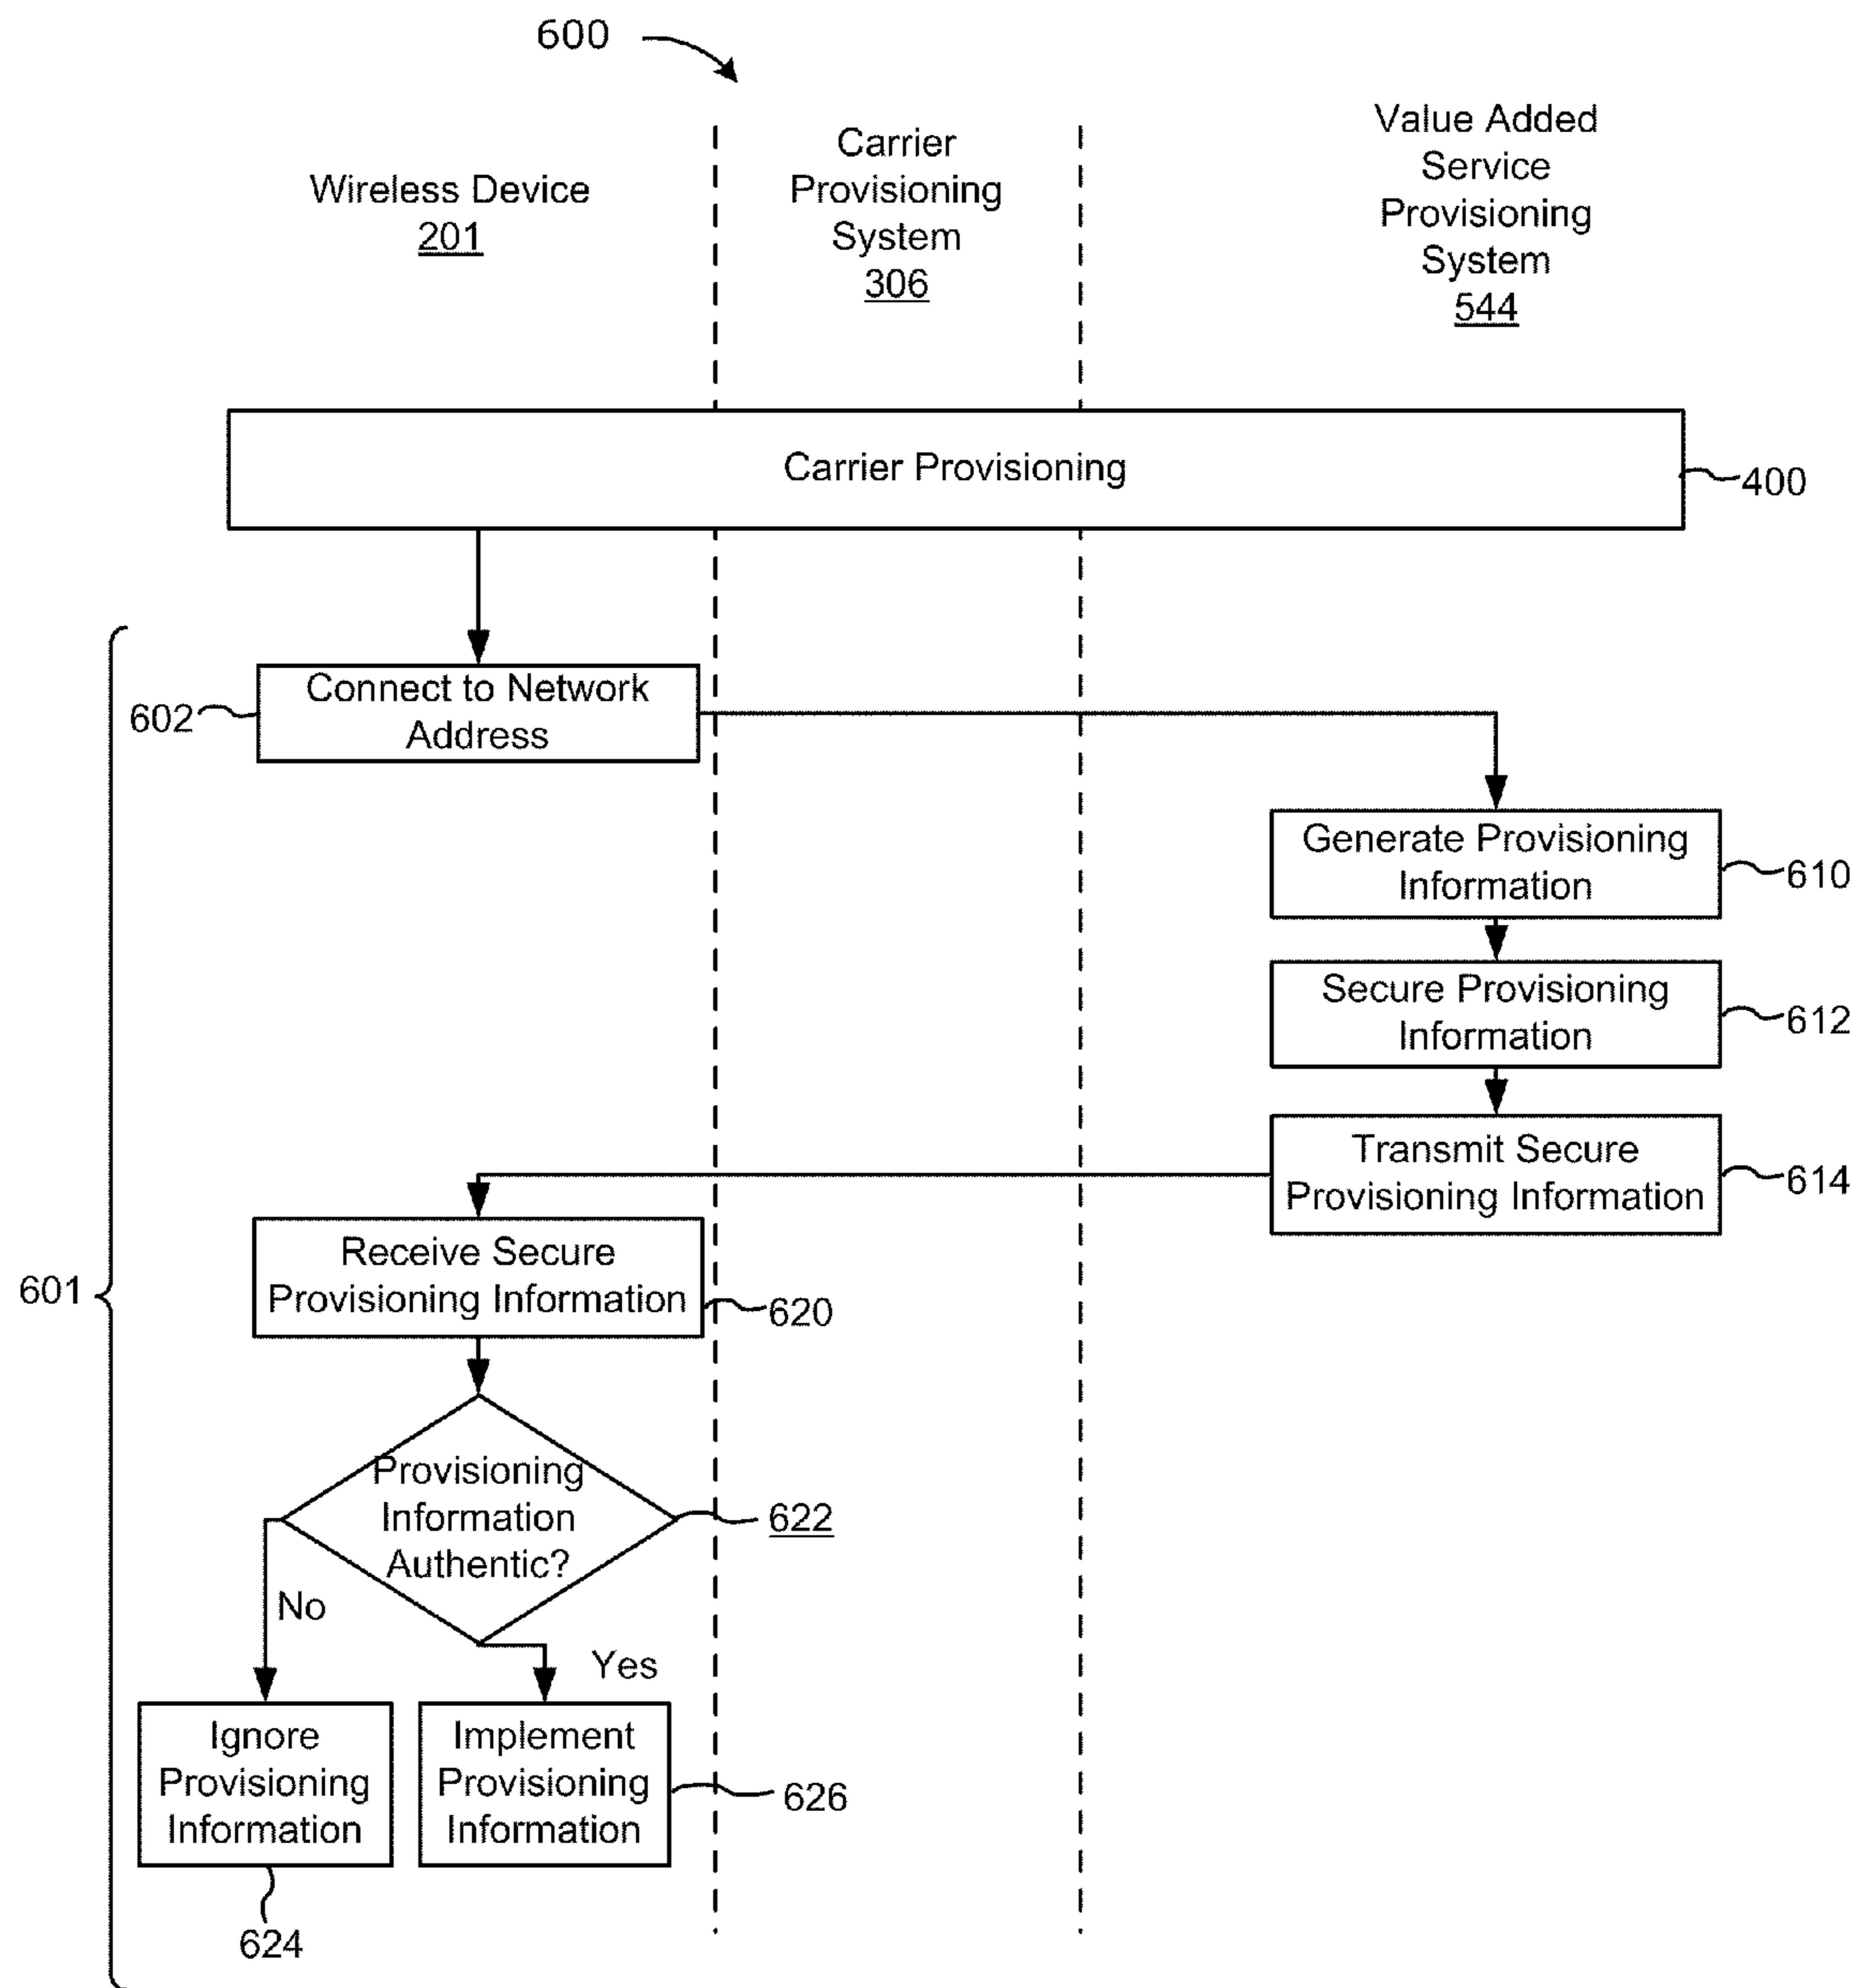 600
Wireless Device
201
Carrier
Provisioning
System
306
Value Added
Service
Provisioning
System
544
Carrier Provisioning
400
Connect to Network
Address
602
Generate Provisioning
Information
610
Secure Provisioning
Information
612
Transmit Secure
Provisioning Information
614
Receive Secure
Provisioning Information
620
601
Provisioning
Information
Authentic?
622
No
Yes
Ignore
Provisioning
Information
624
Implement
Provisioning
Information
626